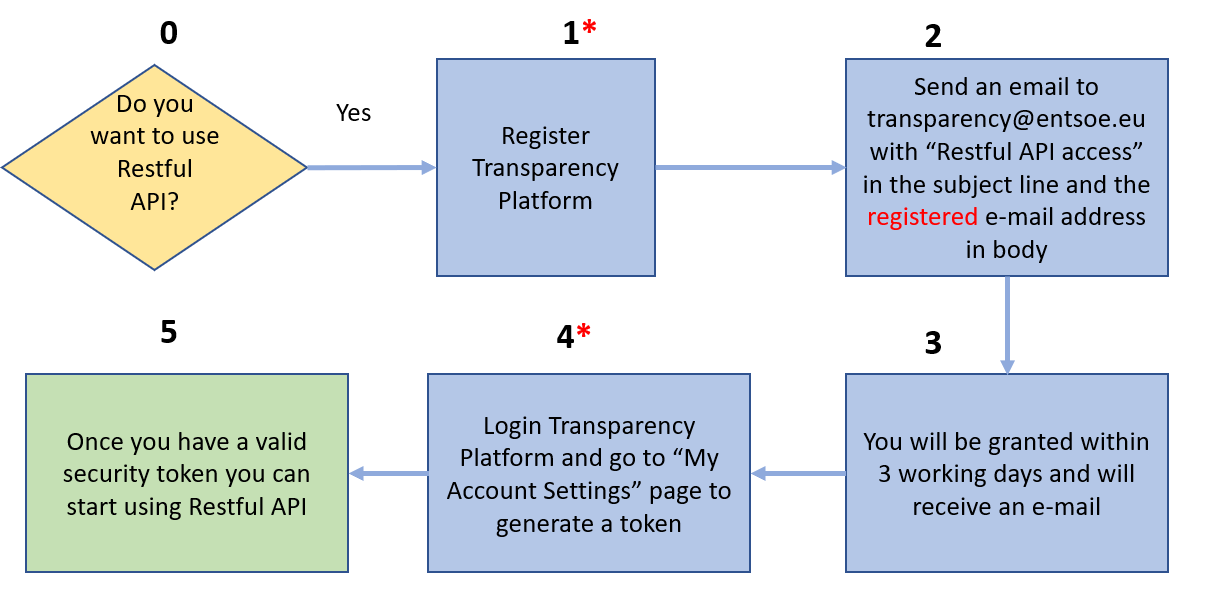 0
Do you
want to use
Restful
API?
Yes
1*
Register
Transparency
Platform
2
Send an email to
transparency@entsoe.eu
with “Restful API access”
in the subject line and the
registered e-mail address
in body
3
You will be granted within
3 working days and will
receive an e-mail
4*
Login Transparency
Platform and go to “My
Account Settings” page to
generate a token
5
Once you have a valid
security token you can
start using Restful API